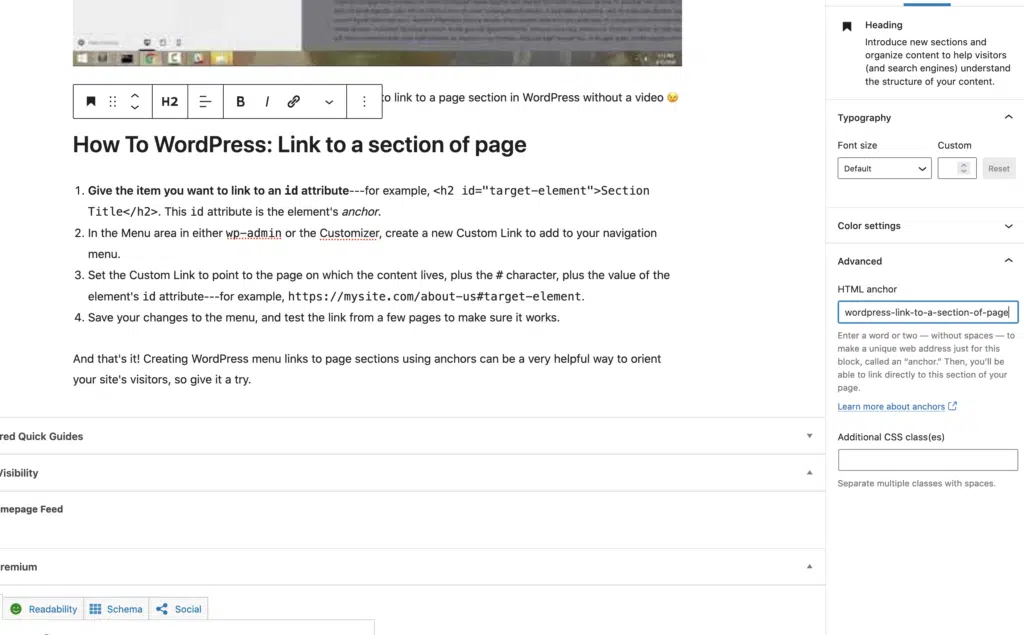 to link to a page section in WordPress without a video 😉
H2
B
I
How To WordPress: Link to a section of page
1. Give the item you want to link to an id attribute---for example, <h2 id="target-element">Section
Title</h2>. This id attribute is the element's anchor.
2. In the Menu area in either wp-admin or the Customizer, create a new Custom Link to add to your navigation
menu.
3. Set the Custom Link to point to the page on which the content lives, plus the # character, plus the value of the
element's id attribute---for example, https://mysite.com/about-us#target-element.
4. Save your changes to the menu, and test the link from a few pages to make sure it works.
And that's it! Creating WordPress menu links to page sections using anchors can be a very helpful way to orient
your site's visitors, so give it a try.
red Quick Guides
Visibility
mepage Feed
remium
Readability
Schema
Social
Heading
Introduce new sections and
organize content to help visitors
(and search engines) understand
the structure of your content.
Typography
Font size
Custom
Default
Reset
Color settings
Advanced
HTML anchor
wordpress-link-to-a-section-of-page
Enter a word or two — without spaces — to
make a unique web address just for this
block, called an “anchor.” Then, you’ll be
able to link directly to this section of your
page.
Learn more about anchors
Additional CSS class(es)
Separate multiple classes with spaces.